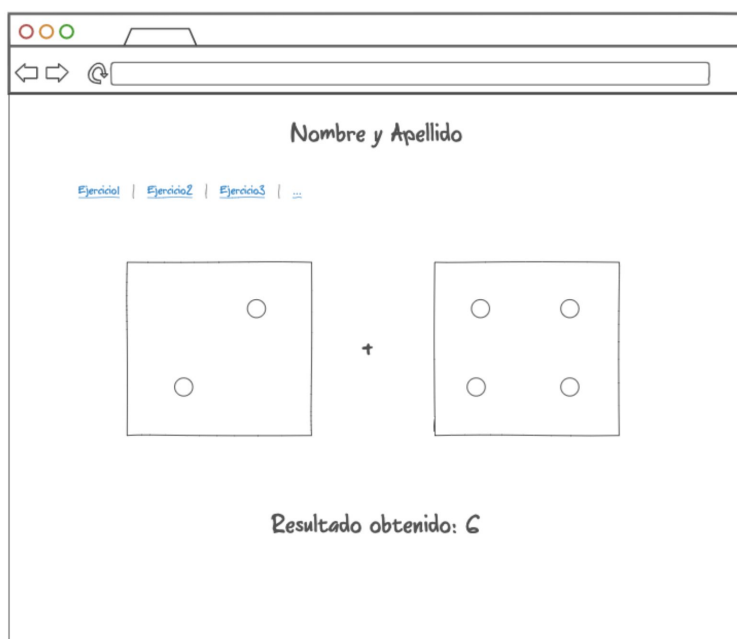 Nombre y Apellido
Ejercicio1 | Ejercicio2 | Ejercicio3 | ...
+
Resultado obtenido: 6